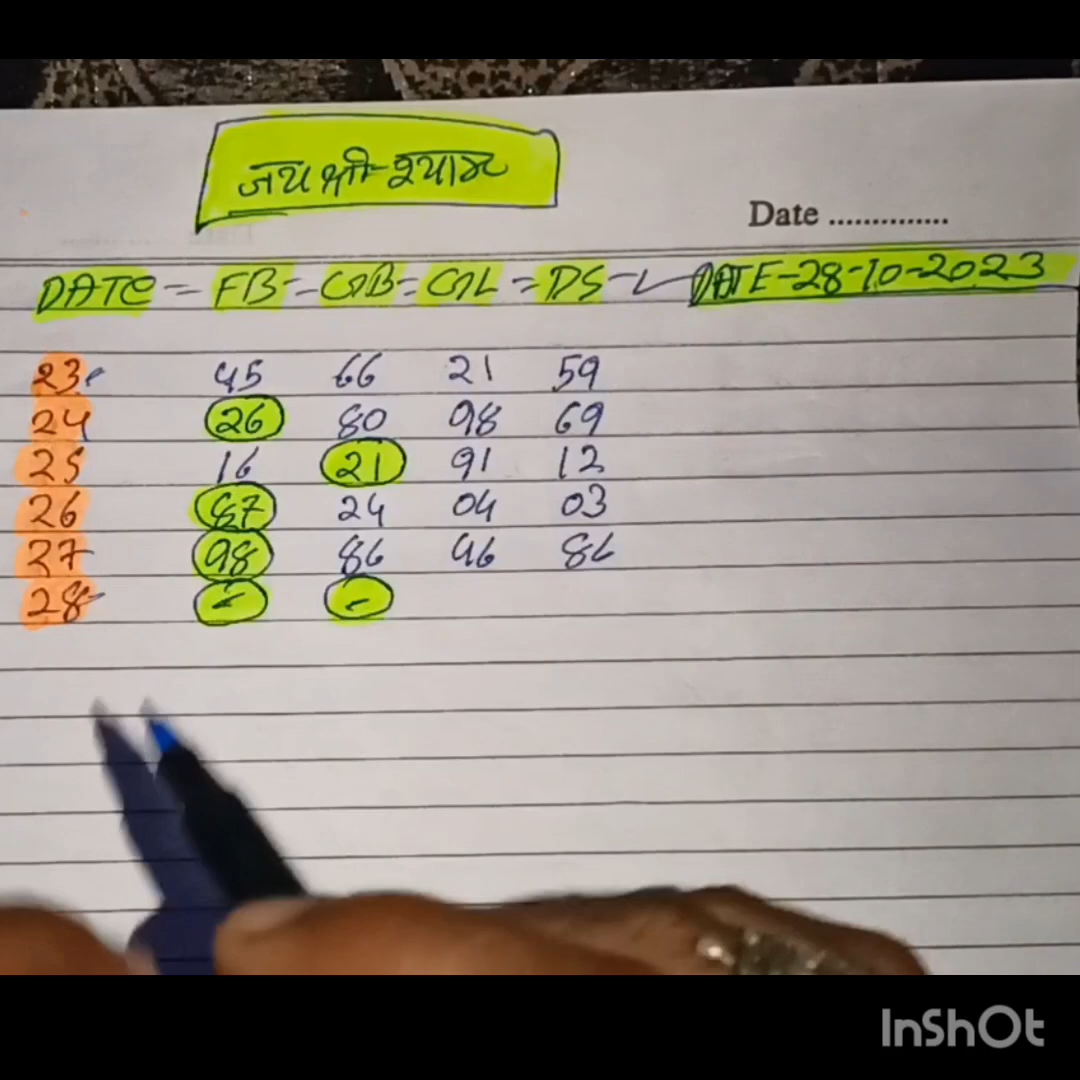 जय श्री श्याम
Date ..............
DATE = FB - GB = GL = DS - DATE-28-10-2023
23 45 66 21 59
24 26 80 98 69
25 16 21 91 12
26 87 24 04 03
27 98 86 46 86
28 - -
InShOt